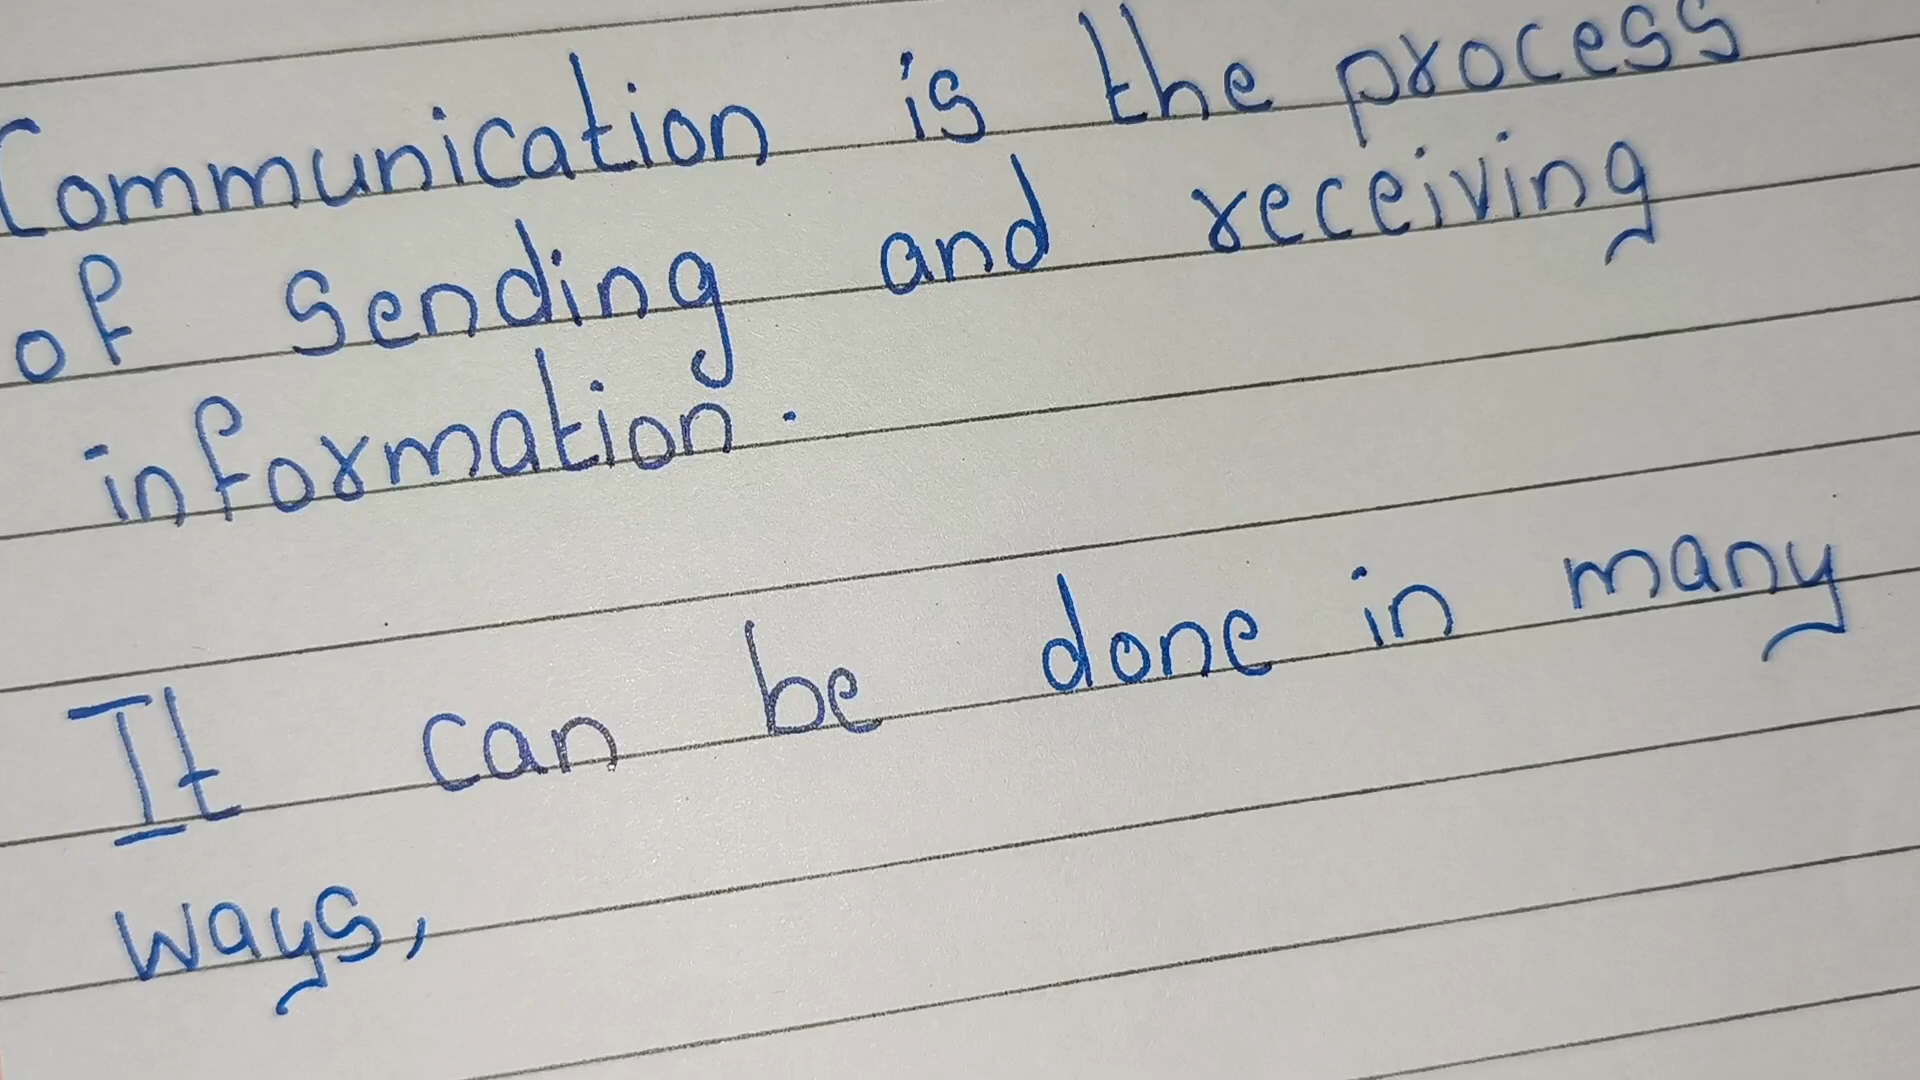 Communication is the process
of sending and receiving
information.
It can be done in many
ways,